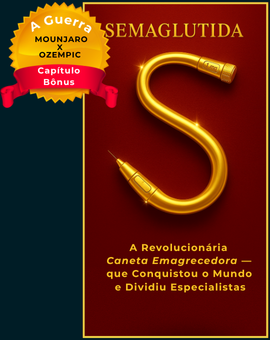 A Guerra
MOUNJARO
X
OZEMPIC
Capítulo
Bônus
SEMAGLUTIDA
A Revolucionária
Caneta Emagrecedora —
que Conquistou o Mundo
e Dividiu Especialistas